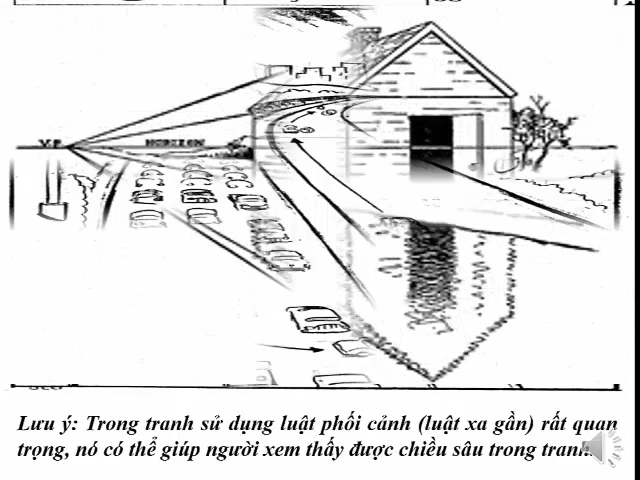 V.P.
HORIZON
Lưu ý: Trong tranh sử dụng luật phối cảnh (luật xa gần) rất quan
trọng, nó có thể giúp người xem thấy được chiều sâu trong tranh.